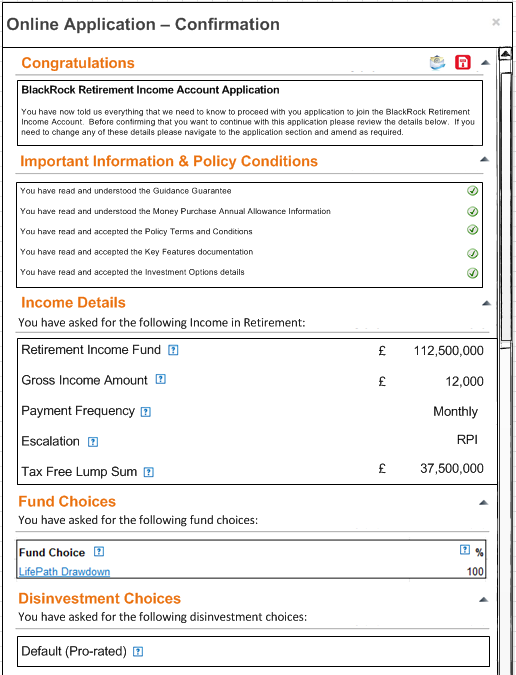 Online Application – Confirmation
×
Congratulations
BlackRock Retirement Income Account Application
You have now told us everything that we need to know to proceed with you application to join the BlackRock Retirement
Income Account. Before confirming that you want to continue with this application please review the details below. If you
need to change any of these details please navigate to the application section and amend as required.
Important Information & Policy Conditions
You have read and understood the Guidance Guarantee
You have read and understood the Money Purchase Annual Allowance Information
You have read and accepted the Policy Terms and Conditions
You have read and accepted the Key Features documentation
You have read and accepted the Investment Options details
Income Details
You have asked for the following Income in Retirement:
Retirement Income Fund ? £ 112,500,000
Gross Income Amount ? £ 12,000
Payment Frequency ? Monthly
Escalation ? RPI
Tax Free Lump Sum ? £ 37,500,000
Fund Choices
You have asked for the following fund choices:
Fund Choice ? ? %
LifePath Drawdown 100
Disinvestment Choices
You have asked for the following disinvestment choices:
Default (Pro-rated) ?